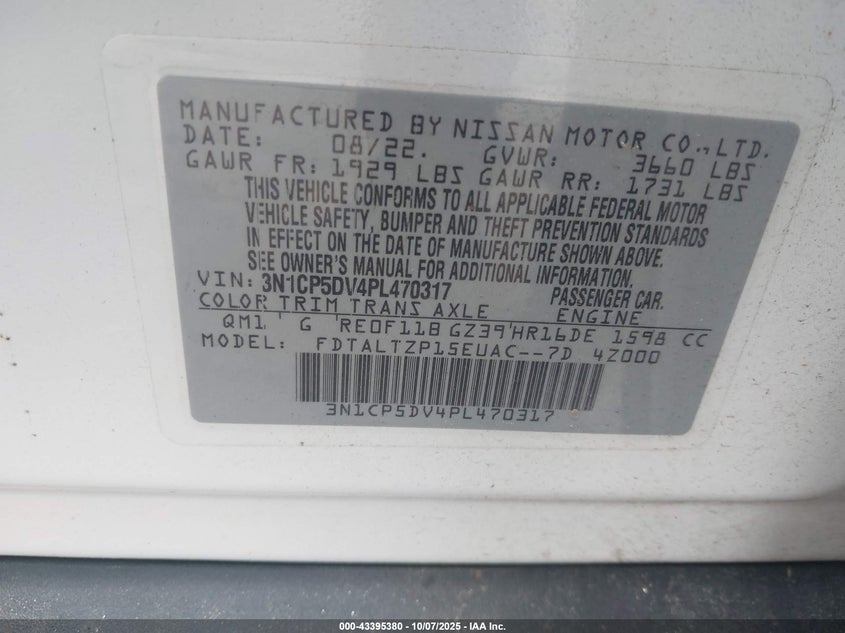 MANUFACTURED BY NISSAN MOTOR CO.,LTD.
DATE: 08/22. GVWR: 3660 LBS
GAWR FR: 1929 LBS GAWR RR: 1731 LBS
THIS VEHICLE CONFORMS TO ALL APPLICABLE FEDERAL MOTOR
VEHICLE SAFETY, BUMPER AND THEFT PREVENTION STANDARDS
IN EFFECT ON THE DATE OF MANUFACTURE SHOWN ABOVE.
SEE OWNER'S MANUAL FOR ADDITIONAL INFORMATION.
VIN: 3N1CP5DV4PL470317 PASSENGER CAR.
COLOR TRIM TRANS AXLE ENGINE
QM1 G RE0F11B GZ39 HR16DE 1598 CC
MODEL: FDTALTZP15EUAC--7D 4Z000
3N1CP5DV4PL470317
000-43395380 - 10/07/2025 - IAA Inc.